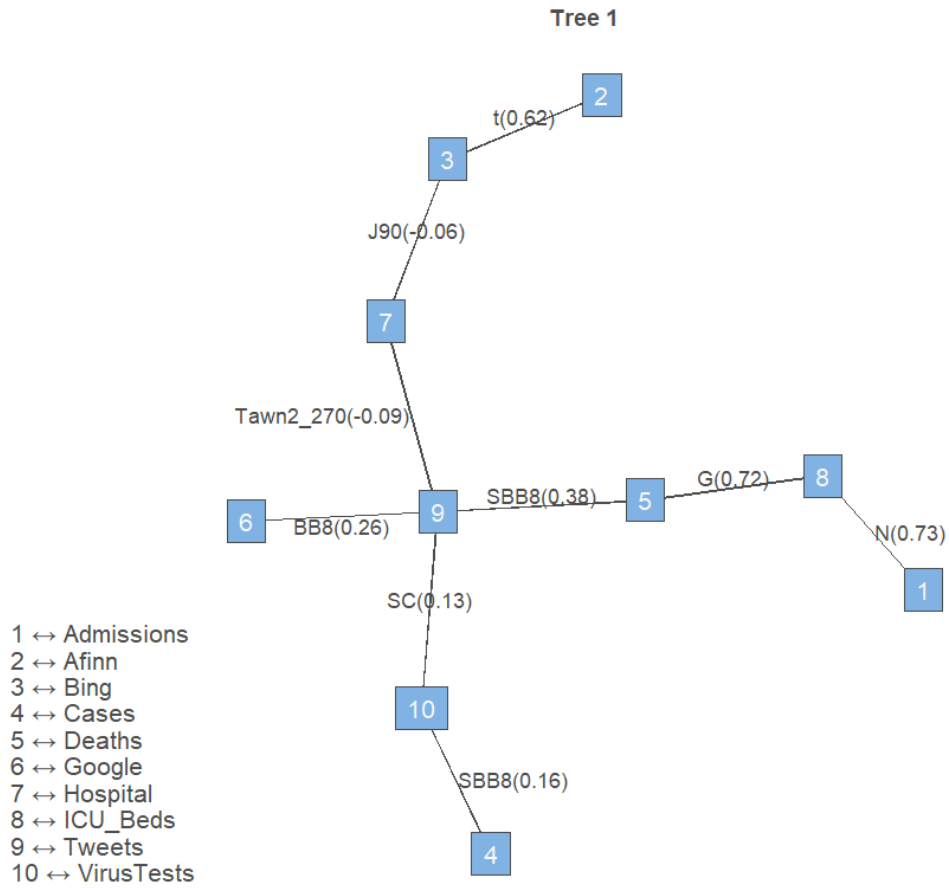 Tree 1
2
t(0.62)
3
J90(-0.06)
7
Tawn2_270(-0.09)
8
G(0.72)
5
SBB8(0.38)
9
6
BB8(0.26)
N(0.73)
1
SC(0.13)
10
SBB8(0.16)
4
1 ↔ Admissions
2 ↔ Afinn
3 ↔ Bing
4 ↔ Cases
5 ↔ Deaths
6 ↔ Google
7 ↔ Hospital
8 ↔ ICU_Beds
9 ↔ Tweets
10 ↔ VirusTests